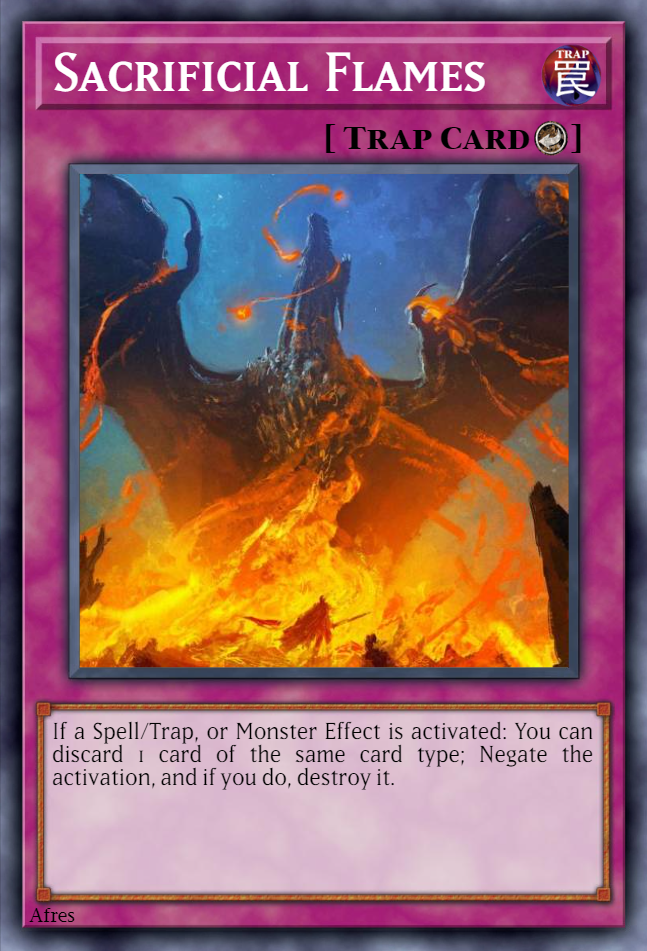 Sacrificial Flames
TRAP
罠
[ Trap Card ]
If a Spell/Trap, or Monster Effect is activated: You can
discard 1 card of the same card type; Negate the
activation, and if you do, destroy it.
Afres